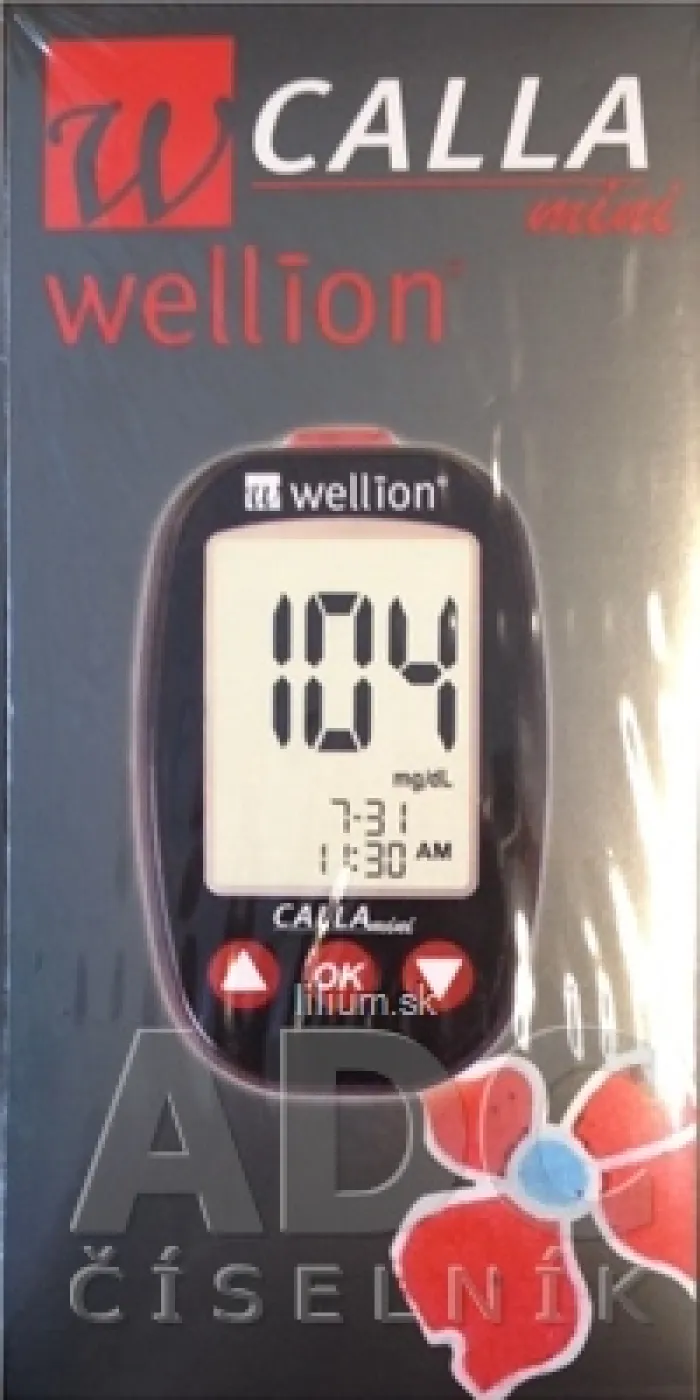 w CALLA
mini
wellion
w wellion®
104
mg/dL
7-31
11:30 AM
CALLA mini
OK
lilium.sk
ADC
ČÍSELNÍK